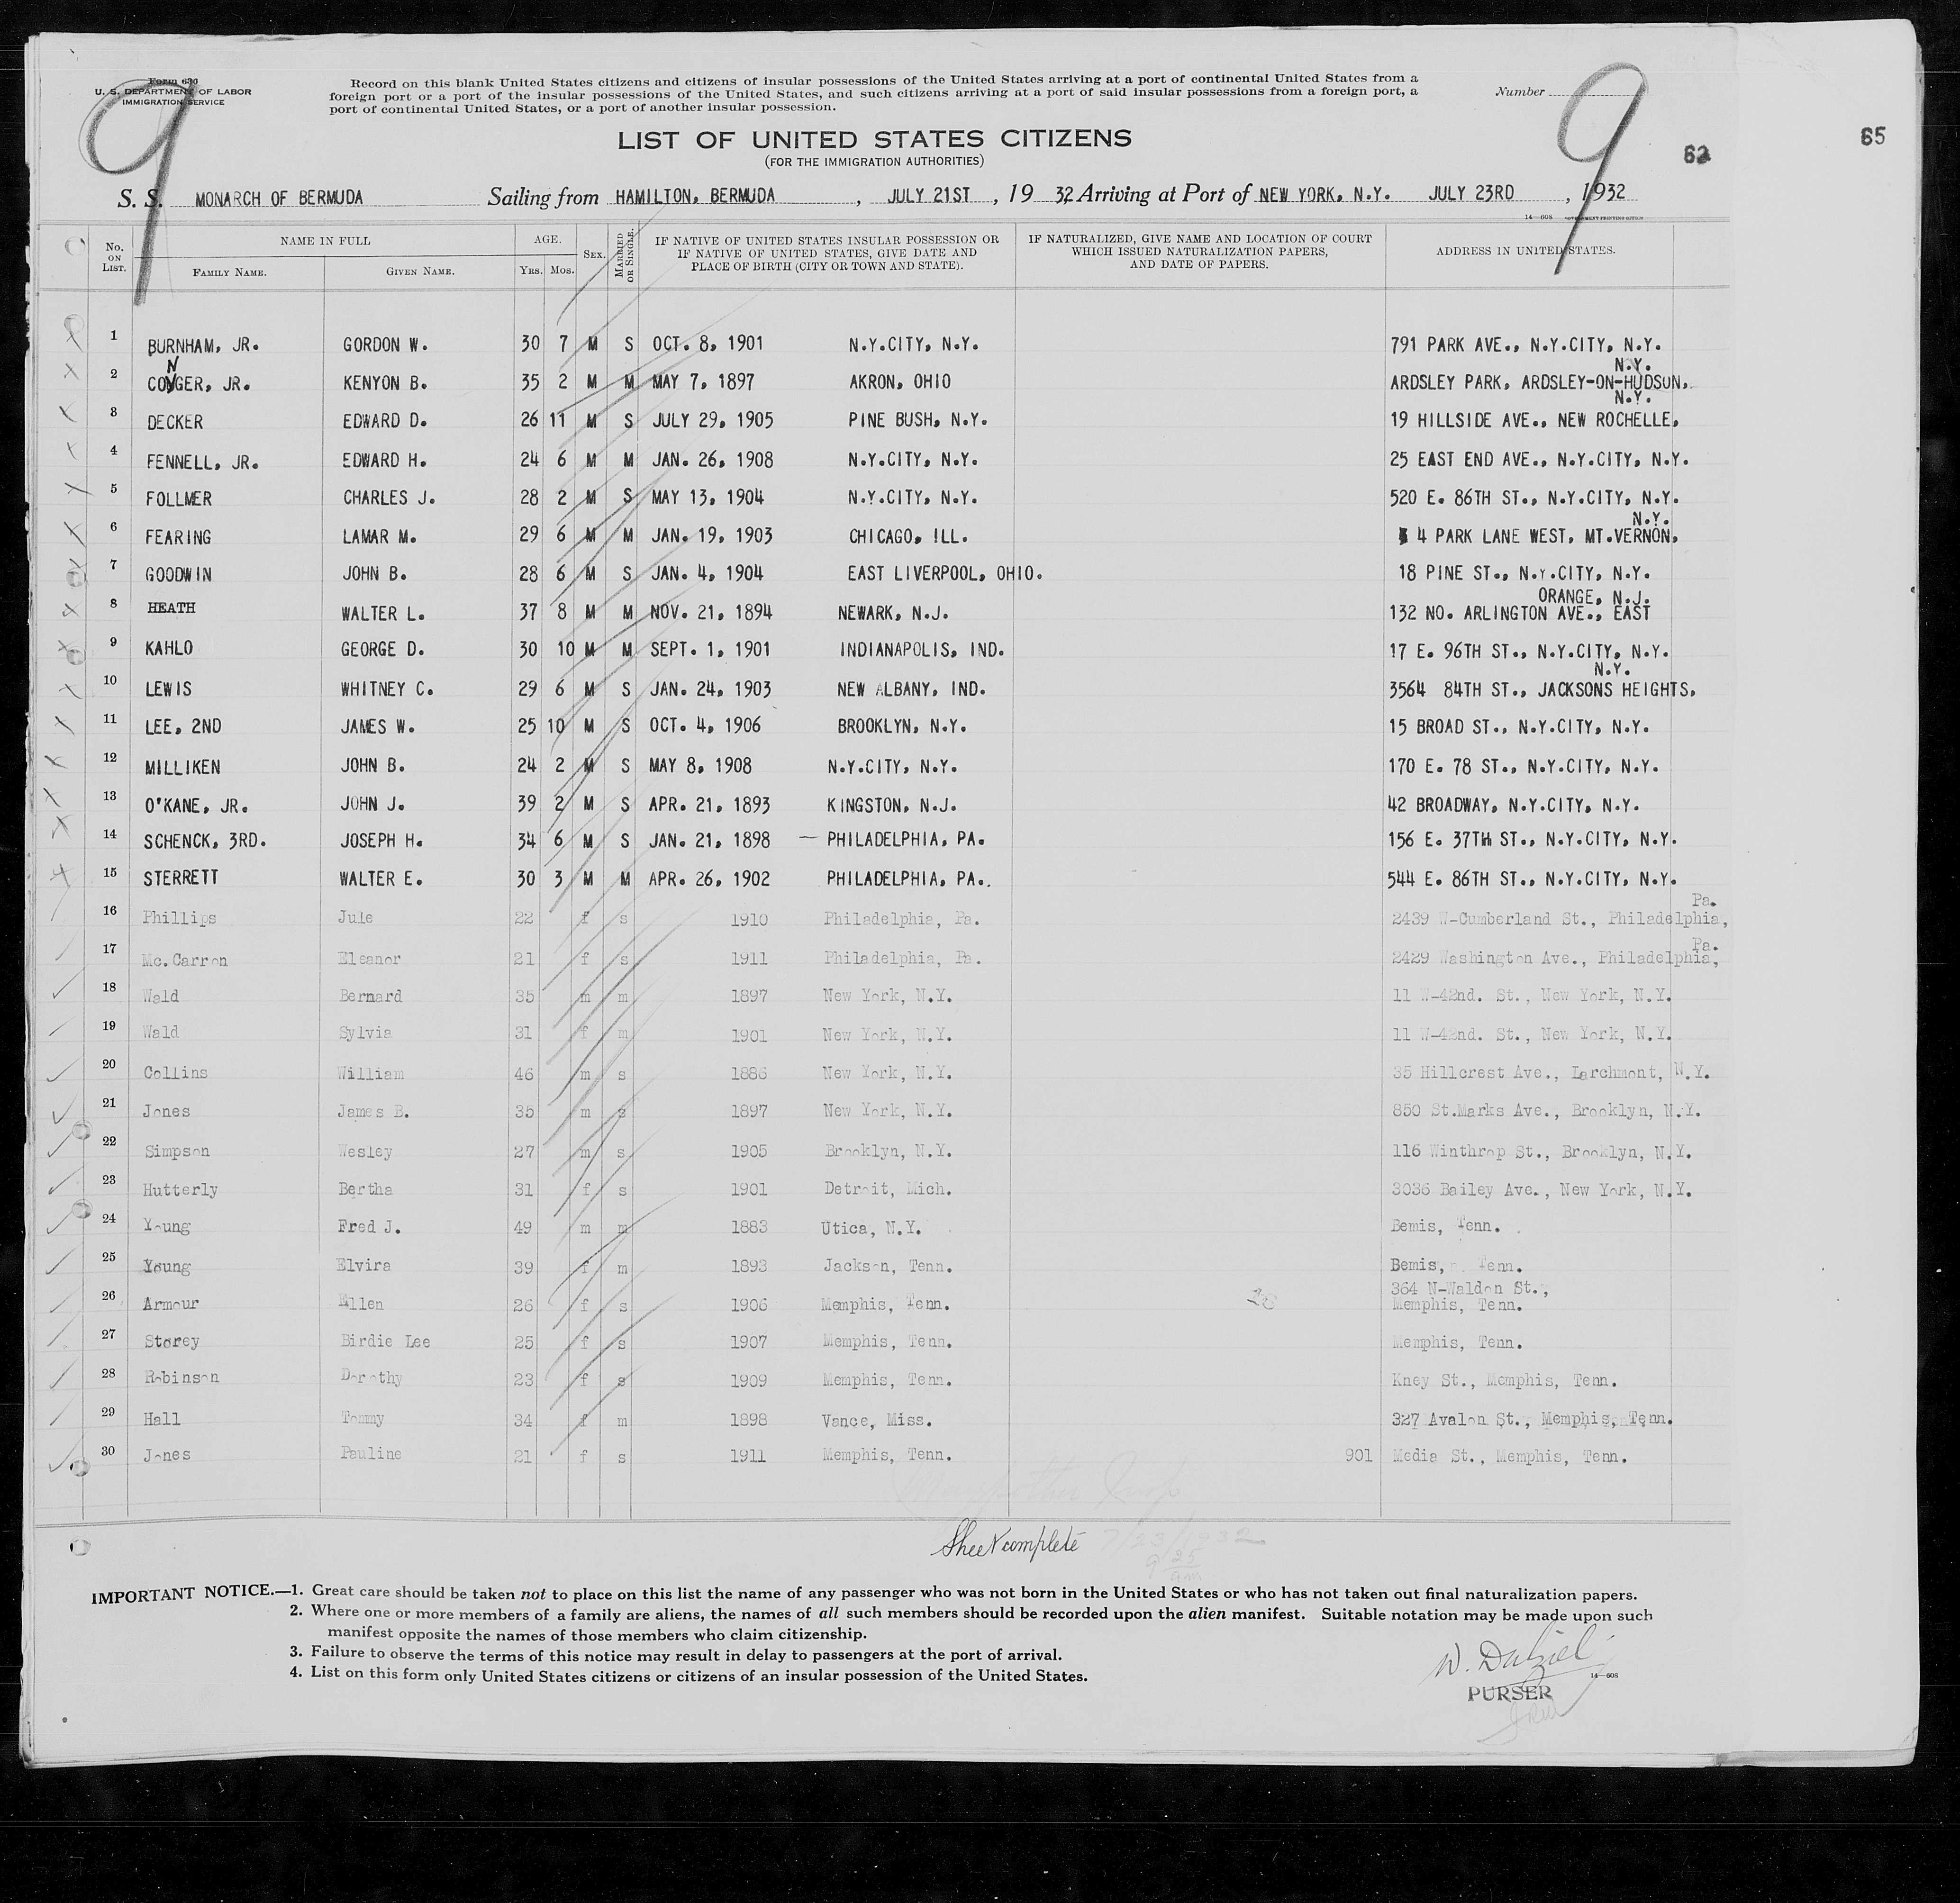 Form 630
U. S. DEPARTMENT OF LABOR
IMMIGRATION SERVICE
Record on this blank United States citizens and citizens of insular possessions of the United States arriving at a port of continental United States from a
foreign port or a port of the insular possessions of the United States, and such citizens arriving at a port of said insular possessions from a foreign port, a
port of continental United States, or a port of another insular possession.
Number
9 9
62 65
LIST OF UNITED STATES CITIZENS
(FOR THE IMMIGRATION AUTHORITIES)
S. S. MONARCH OF BERMUDA Sailing from HAMILTON, BERMUDA, JULY 21ST, 19 32 Arriving at Port of NEW YORK, N.Y. JULY 23RD, 1932
14—608 GOVERNMENT PRINTING OFFICE
No. ON LIST. NAME IN FULL FAMILY NAME. GIVEN NAME. AGE. YRS. MOS. SEX. MARRIED OR SINGLE. IF NATIVE OF UNITED STATES INSULAR POSSESSION OR IF NATIVE OF UNITED STATES, GIVE DATE AND PLACE OF BIRTH (CITY OR TOWN AND STATE). IF NATURALIZED, GIVE NAME AND LOCATION OF COURT WHICH ISSUED NATURALIZATION PAPERS, AND DATE OF PAPERS. ADDRESS IN UNITED STATES.
1 BURNHAM, JR. GORDON W. 30 7 M S OCT. 8, 1901 N.Y.CITY, N.Y. 791 PARK AVE., N.Y.CITY, N.Y.
2 CONGER, JR. KENYON B. 35 2 M M MAY 7, 1897 AKRON, OHIO ARDSLEY PARK, ARDSLEY-ON-HUDSON, N.Y.
3 DECKER EDWARD D. 26 11 M S JULY 29, 1905 PINE BUSH, N.Y. 19 HILLSIDE AVE., NEW ROCHELLE, N.Y.
4 FENNELL, JR. EDWARD H. 24 6 M M JAN. 26, 1908 N.Y.CITY, N.Y. 25 EAST END AVE., N.Y.CITY, N.Y.
5 FOLLMER CHARLES J. 28 2 M S MAY 13, 1904 N.Y.CITY, N.Y. 520 E. 86TH ST., N.Y.CITY, N.Y.
6 FEARING LAMAR M. 29 6 M M JAN. 19, 1903 CHICAGO, ILL. 4 PARK LANE WEST, MT.VERNON, N.Y.
7 GOODWIN JOHN B. 28 6 M S JAN. 4, 1904 EAST LIVERPOOL, OHIO. 18 PINE ST., N.Y.CITY, N.Y.
8 HEATH WALTER L. 37 8 M M NOV. 21, 1894 NEWARK, N.J. 132 NO. ARLINGTON AVE., EAST ORANGE, N.J.
9 KAHLO GEORGE D. 30 10 M M SEPT. 1, 1901 INDIANAPOLIS, IND. 17 E. 96TH ST., N.Y.CITY, N.Y.
10 LEWIS WHITNEY C. 29 6 M S JAN. 24, 1903 NEW ALBANY, IND. 3564 84TH ST., JACKSONS HEIGHTS, N.Y.
11 LEE, 2ND JAMES W. 25 10 M S OCT. 4, 1906 BROOKLYN, N.Y. 15 BROAD ST., N.Y.CITY, N.Y.
12 MILLIKEN JOHN B. 24 2 M S MAY 8, 1908 N.Y.CITY, N.Y. 170 E. 78 ST., N.Y.CITY, N.Y.
13 O'KANE, JR. JOHN J. 39 2 M S APR. 21, 1893 KINGSTON, N.J. 42 BROADWAY, N.Y.CITY, N.Y.
14 SCHENCK, 3RD. JOSEPH H. 34 6 M S JAN. 21, 1898 — PHILADELPHIA, PA. 156 E. 37TH ST., N.Y.CITY, N.Y.
15 STERRETT WALTER E. 30 3 M M APR. 26, 1902 PHILADELPHIA, PA. 544 E. 86TH ST., N.Y.CITY, N.Y.
16 Phillips Jule 22 f s 1910 Philadelphia, Pa. 2439 W-Cumberland St., Philadelphia, Pa.
17 Mc.Carron Eleanor 21 f s 1911 Philadelphia, Pa. 2429 Washington Ave., Philadelphia, Pa.
18 Wald Bernard 35 m m 1897 New York, N.Y. 11 W-42nd. St., New York, N.Y.
19 Wald Sylvia 31 f m 1901 New York, N.Y. 11 W-42nd. St., New York, N.Y.
20 Collins William 46 m s 1886 New York, N.Y. 35 Hillcrest Ave., Larchmont, N.Y.
21 Jones James B. 35 m s 1897 New York, N.Y. 850 St.Marks Ave., Brooklyn, N.Y.
22 Simpson Wesley 27 m s 1905 Brooklyn, N.Y. 116 Winthrop St., Brooklyn, N.Y.
23 Hutterly Bertha 31 f s 1901 Detroit, Mich. 3036 Bailey Ave., New York, N.Y.
24 Young Fred J. 49 m m 1883 Utica, N.Y. Bemis, Tenn.
25 Young Elvira 39 f m 1893 Jackson, Tenn. Bemis, Tenn.
26 Armour Ellen 26 f s 1906 Memphis, Tenn. 364 N-Waldon St., Memphis, Tenn.
27 Storey Birdie Lee 25 f s 1907 Memphis, Tenn. Memphis, Tenn.
28 Robinson Dorothy 23 f s 1909 Memphis, Tenn. Kney St., Memphis, Tenn.
29 Hall Tommy 34 f m 1898 Vance, Miss. 327 Avalon St., Memphis, Tenn.
30 Jones Pauline 21 f s 1911 Memphis, Tenn. 901 Media St., Memphis, Tenn.
Sheet complete 7/23/1932
9 25 am
IMPORTANT NOTICE.—1. Great care should be taken not to place on this list the name of any passenger who was not born in the United States or who has not taken out final naturalization papers.
2. Where one or more members of a family are aliens, the names of all such members should be recorded upon the alien manifest. Suitable notation may be made upon such
manifest opposite the names of those members who claim citizenship.
3. Failure to observe the terms of this notice may result in delay to passengers at the port of arrival.
4. List on this form only United States citizens or citizens of an insular possession of the United States.
W. Dalziel
14—608
PURSER